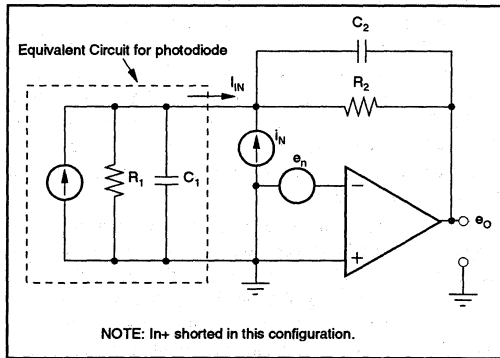 C2
Equivalent Circuit for photodiode
IIN
R2
iN
en
R1
C1
−
+
eO
NOTE: In+ shorted in this configuration.